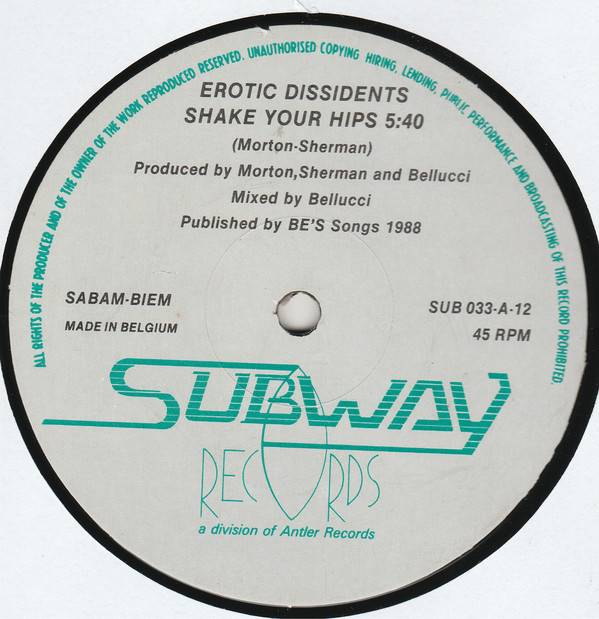 ALL RIGHTS OF THE PRODUCER AND OF THE OWNER OF THE WORK REPRODUCED RESERVED. UNAUTHORISED COPYING HIRING, LENDING, PUBLIC PERFORMANCE AND BROADCASTING OF THIS RECORD PROHIBITED.
EROTIC DISSIDENTS
SHAKE YOUR HIPS 5:40
(Morton-Sherman)
Produced by Morton,Sherman and Bellucci
Mixed by Bellucci
Published by BE'S Songs 1988
SABAM-BIEM
MADE IN BELGIUM
SUB 033-A-12
45 RPM
SUBWAY
RECORDS
a division of Antler Records